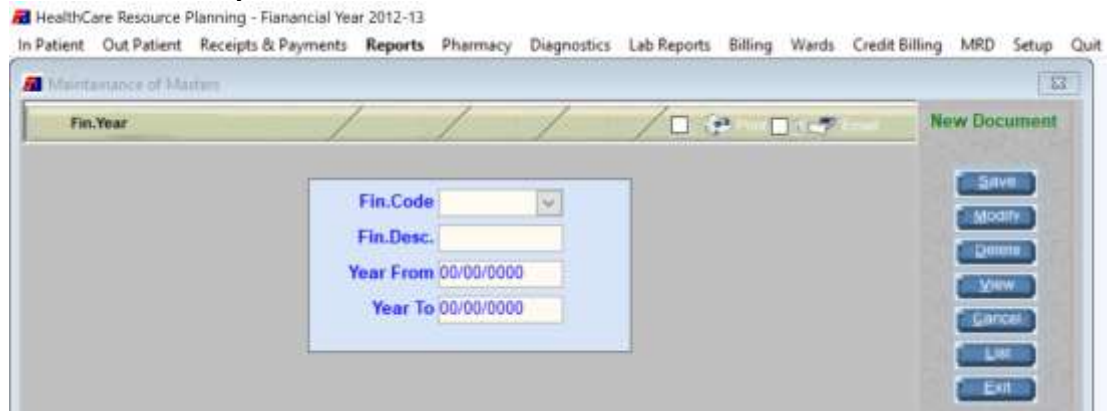 HealthCare Resource Planning - Fianancial Year 2012-13
In Patient Out Patient Receipts & Payments Reports Pharmacy Diagnostics Lab Reports Billing Wards Credit Billing MRD Setup Quit
Maintanance of Masters
Fin.Year
New Document
Fin.Code
Fin.Desc.
Year From 00/00/0000
Year To 00/00/0000
Save
Modify
Delete
View
Cancel
List
Exit